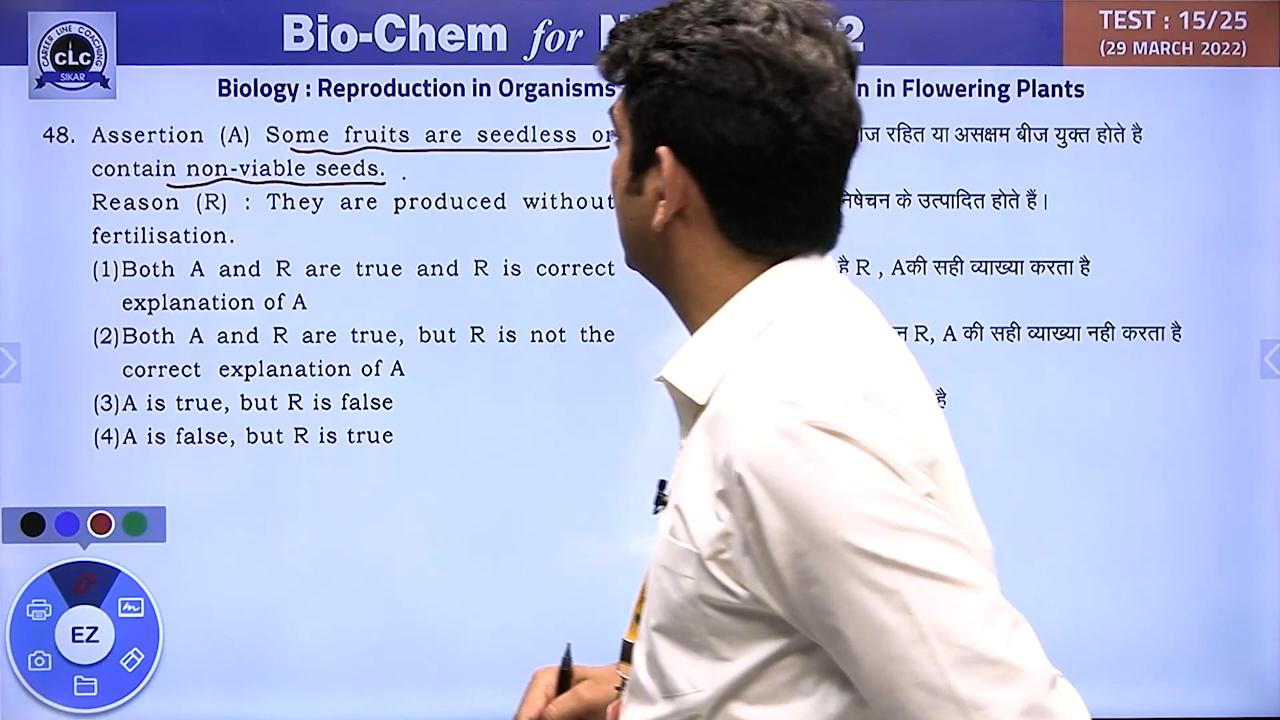 Bio-Chem for N 2
TEST : 15/25
(29 MARCH 2022)
CAREER LINE COACHING
CLC
SIKAR
Biology : Reproduction in Organisms n in Flowering Plants
48. Assertion (A) Some fruits are seedless or
contain non-viable seeds. .
Reason (R) : They are produced without
fertilisation.
(1)Both A and R are true and R is correct
explanation of A
(2)Both A and R are true, but R is not the
correct explanation of A
(3)A is true, but R is false
(4)A is false, but R is true
रहित या असक्षम बीज युक्त होते है
के उत्पादित होते हैं।
है R , Aकी सही व्याख्या करता है
R, A की सही व्याख्या नही करता है
है
EZ